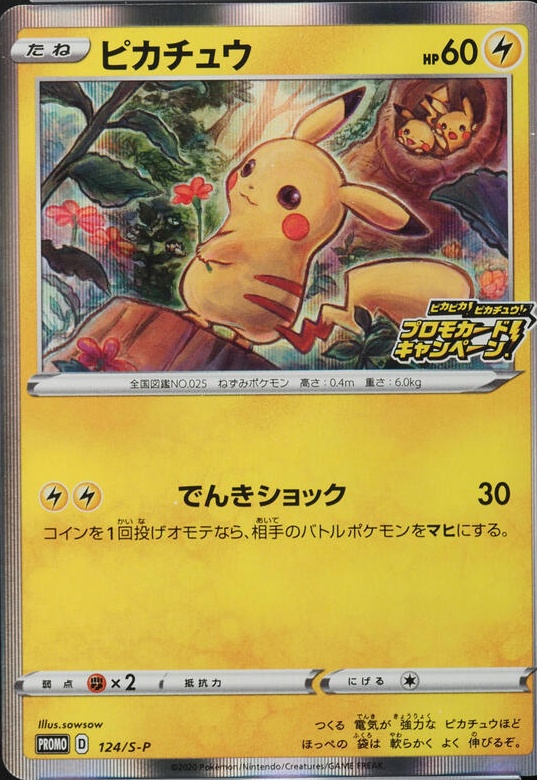 たね ピカチュウ HP60
ピカピカ!ピカチュウ!
プロモカード
キャンペーン!
全国図鑑NO.025 ねずみポケモン 高さ:0.4m 重さ:6.0kg
でんきショック 30
コインを1回投げオモテなら、相手のバトルポケモンをマヒにする。
弱点 ×2 抵抗力 にげる
Illus.sowsow
つくる 電気が 強力な ピカチュウほど
ほっぺの 袋は 軟らかく よく 伸びるぞ。
PROMO D 124/S-P
©2020 Pokémon/Nintendo/Creatures/GAME FREAK